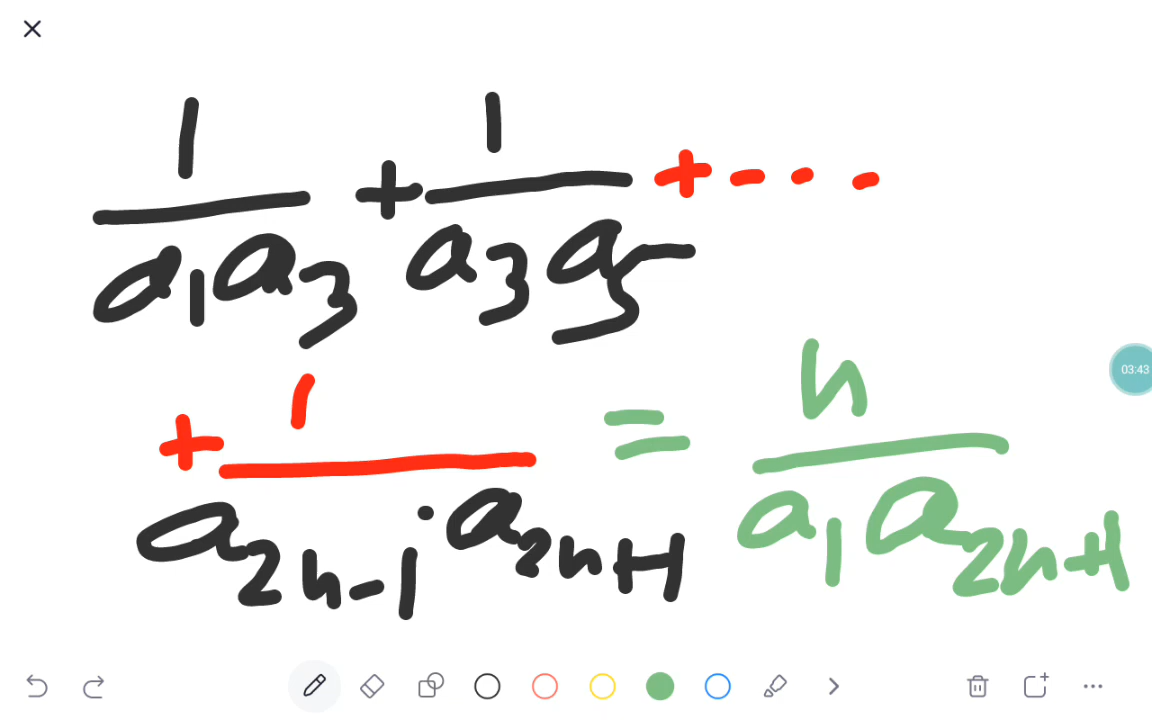 1/(a₁a₃) + 1/(a₃a₅) + ...
+ 1/(a₂ₙ₋₁ · a₂ₙ₊₁) = n/(a₁a₂ₙ₊₁)
03:43